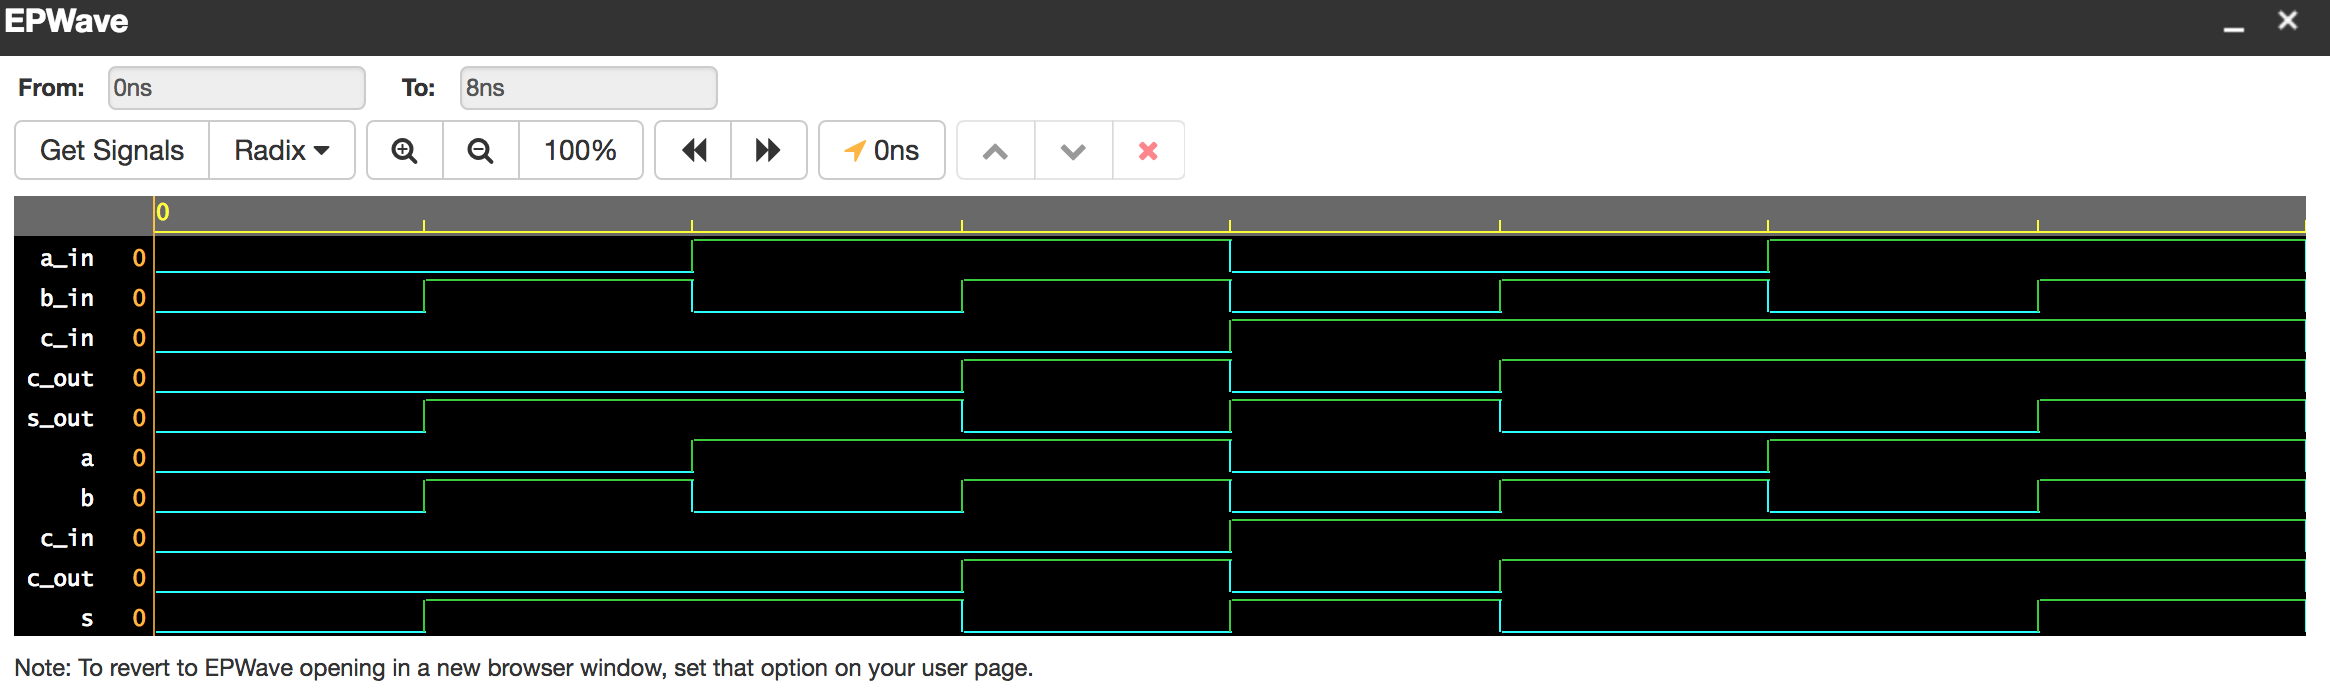 EPWave
From: 0ns To: 8ns
Get Signals Radix 100% 0ns
0
a_in 0
b_in 0
c_in 0
c_out 0
s_out 0
a 0
b 0
c_in 0
c_out 0
s 0
Note: To revert to EPWave opening in a new browser window, set that option on your user page.